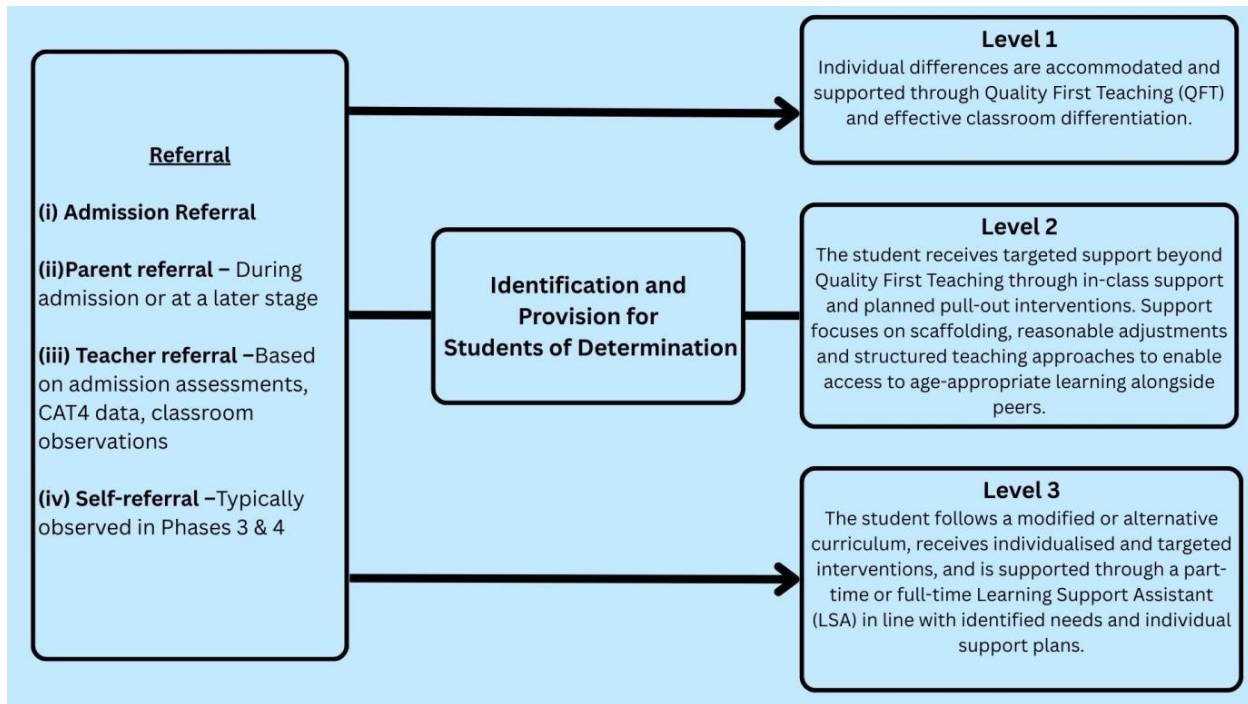 Referral
(i) Admission Referral
(ii)Parent referral – During
admission or at a later stage
(iii) Teacher referral –Based
on admission assessments,
CAT4 data, classroom
observations
(iv) Self-referral –Typically
observed in Phases 3 & 4
Identification and
Provision for
Students of Determination
Level 1
Individual differences are accommodated and
supported through Quality First Teaching (QFT)
and effective classroom differentiation.
Level 2
The student receives targeted support beyond
Quality First Teaching through in-class support
and planned pull-out interventions. Support
focuses on scaffolding, reasonable adjustments
and structured teaching approaches to enable
access to age-appropriate learning alongside
peers.
Level 3
The student follows a modified or alternative
curriculum, receives individualised and targeted
interventions, and is supported through a part-
time or full-time Learning Support Assistant
(LSA) in line with identified needs and individual
support plans.